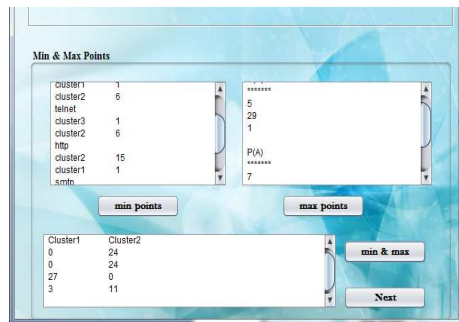 Min & Max Points
cluster1 1
cluster2 6
telnet
cluster3 1
cluster2 6
http
cluster2 15
cluster1 1
smtp
*******
5
29
1
P(A)
*******
7
min points
max points
Cluster1 Cluster2
0 24
0 24
27 0
3 11
min & max
Next